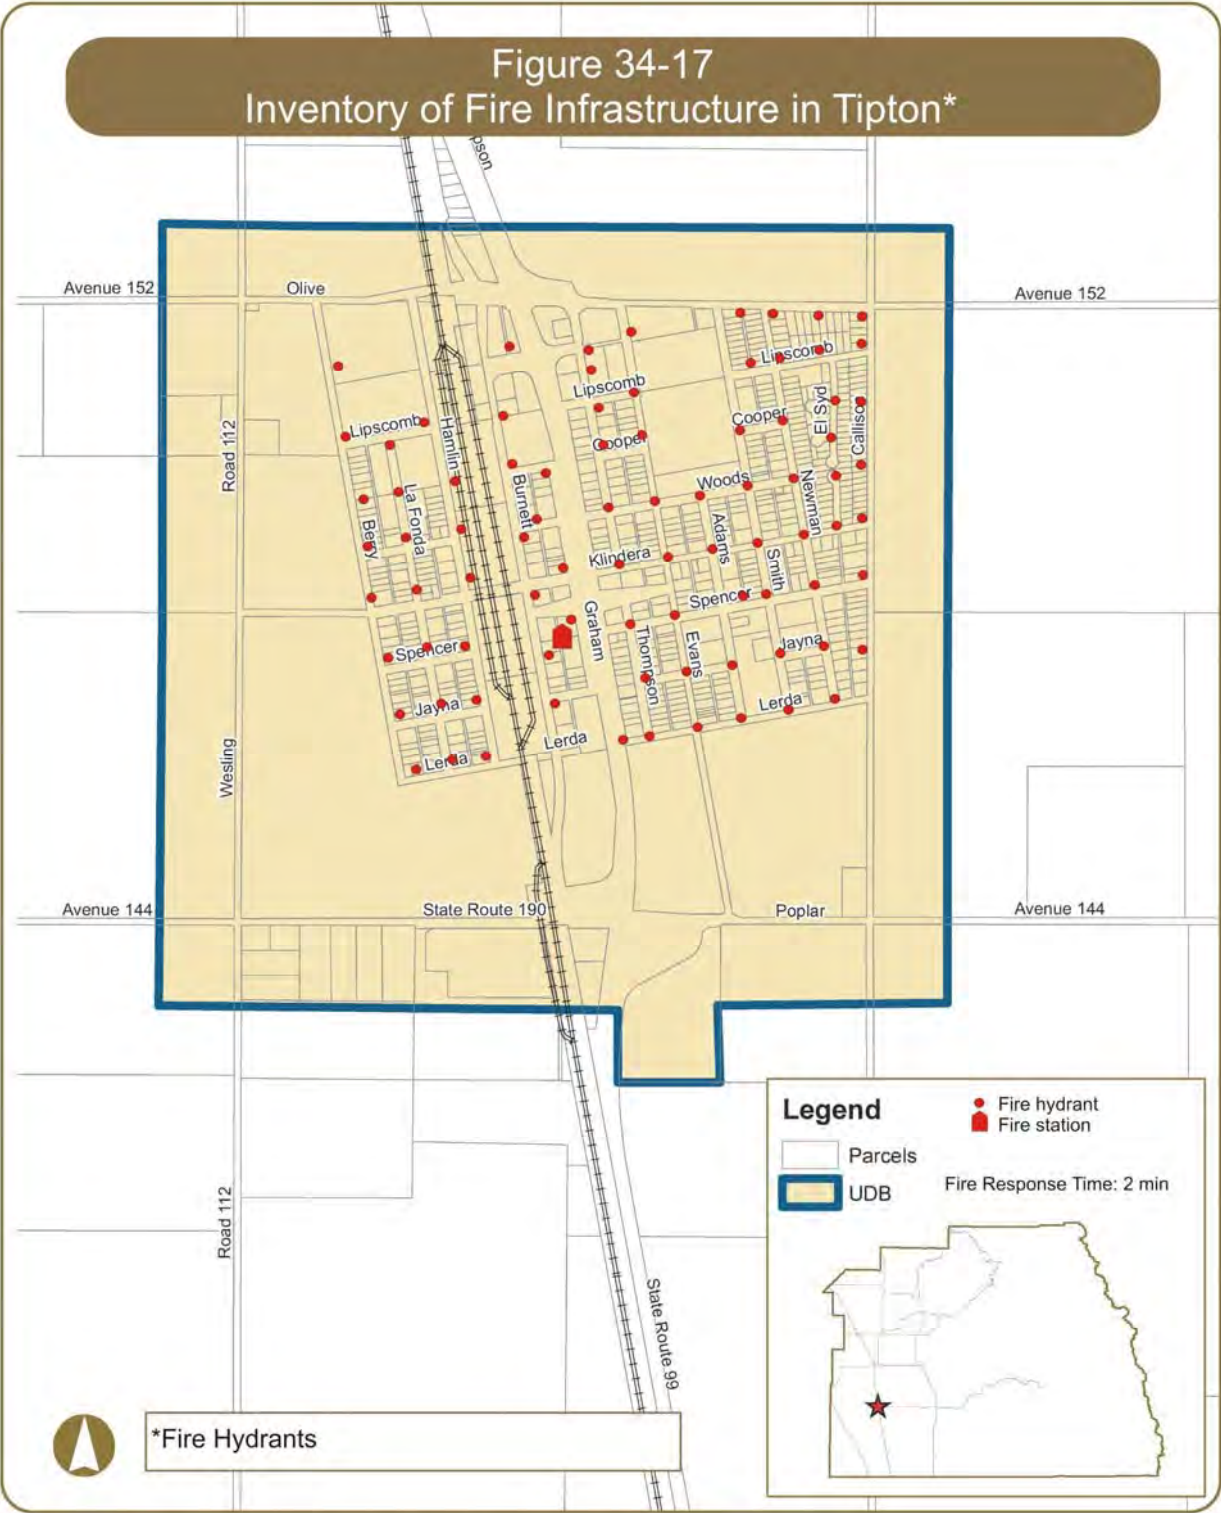 Figure 34-17
Inventory of Fire Infrastructure in Tipton*
Avenue 152
Olive
Avenue 152
Lipscomb
Lipscomb
Lipscomb
Cooper
Cooper
Callison
Road 112
Hamlin
La Fonda
Berry
Burnett
Woods
Newman
Adams
Klindera
Smith
Spencer
Graham
Thompson
Evans
Jayna
Spencer
Jayna
Lerda
Lerda
Lerda
Wesling
Avenue 144
State Route 190
Poplar
Avenue 144
Road 112
State Route 99
Legend
Fire hydrant
Fire station
Parcels
UDB
Fire Response Time: 2 min
*Fire Hydrants